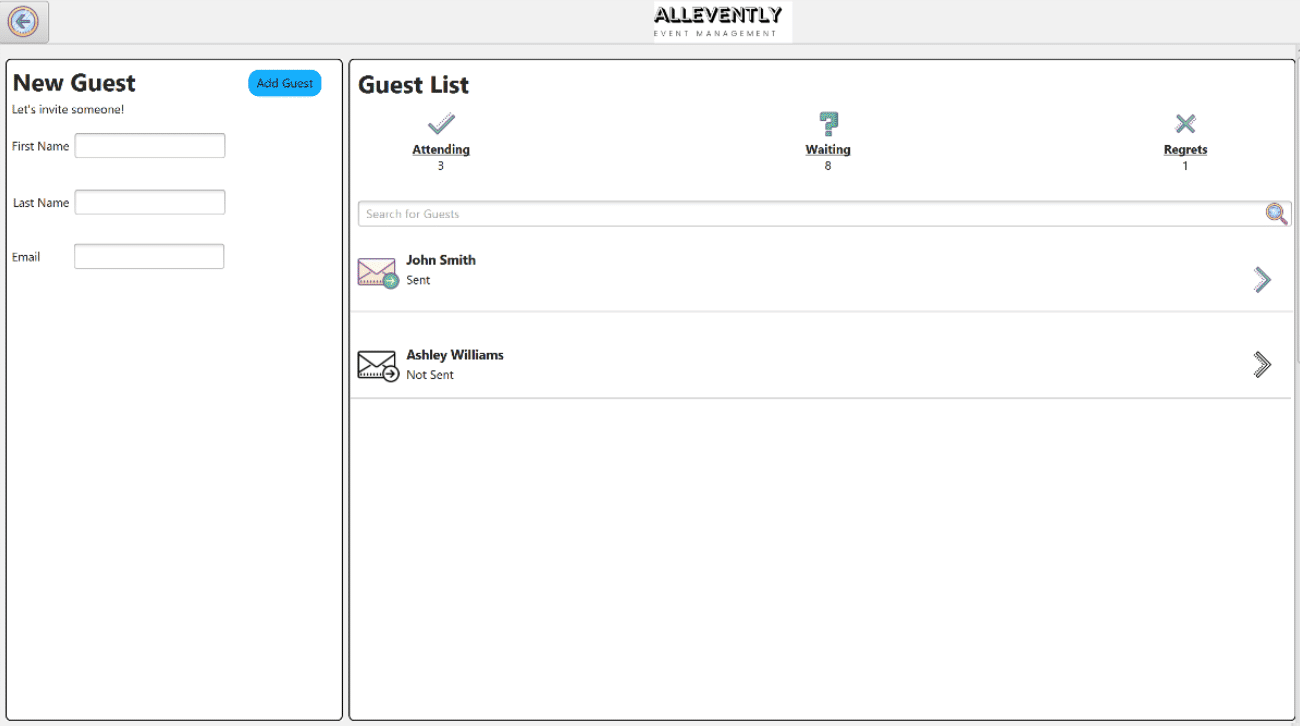 ALLEVENTLY
EVENT MANAGEMENT
New Guest
Add Guest
Let's invite someone!
First Name
Last Name
Email
Guest List
Attending
3
Waiting
8
Regrets
1
Search for Guests
John Smith
Sent
Ashley Williams
Not Sent